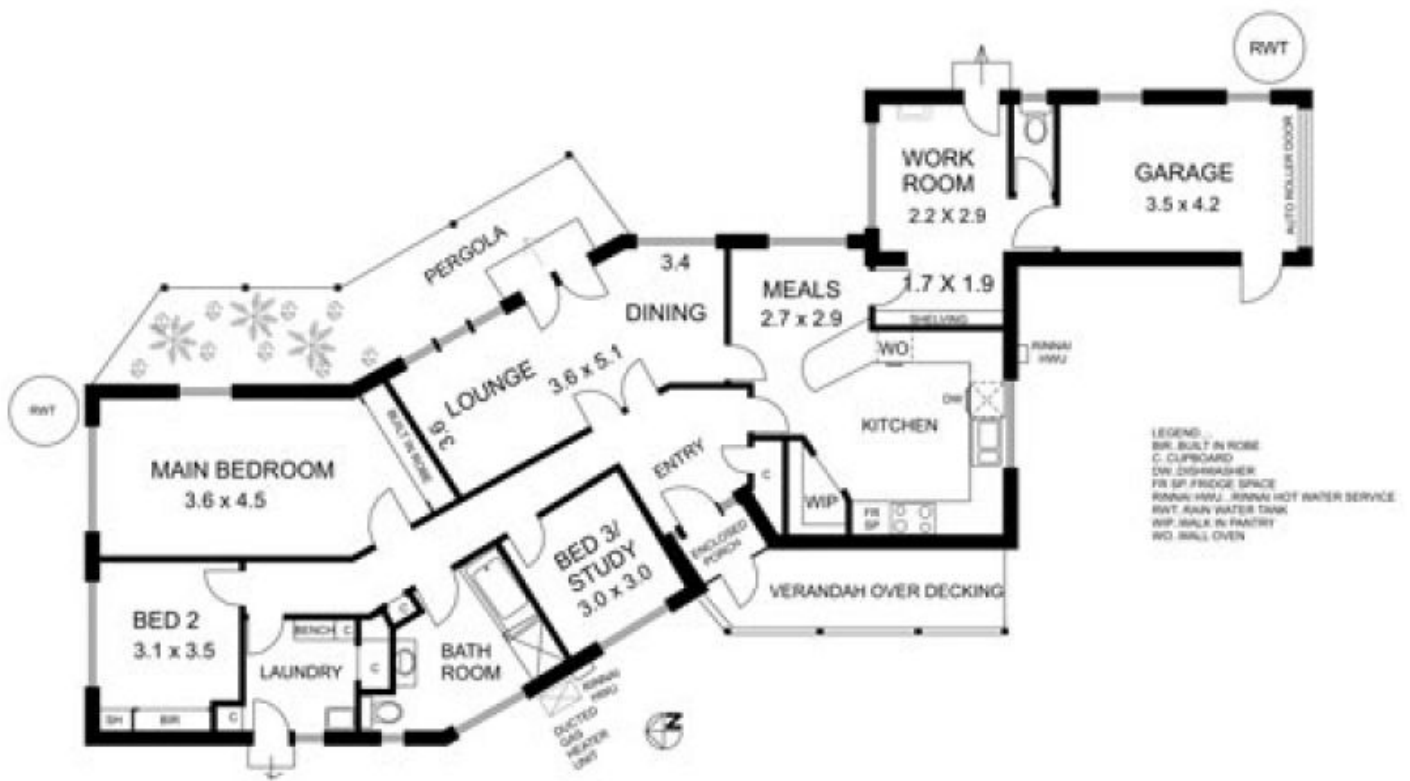 RWT
WORK
ROOM
2.2 X 2.9
GARAGE
3.5 x 4.2
AUTO ROLLER DOOR
PERGOLA
3.4
DINING
MEALS
2.7 x 2.9
1.7 X 1.9
SHELVING
WO
RINNAI
HWU
LOUNGE
3.6 x 5.1
3.6
RWT
BUILT IN ROBE
MAIN BEDROOM
3.6 x 4.5
DW
KITCHEN
ENTRY
C
WIP
FR
SP
LEGEND...
BIR. BUILT IN ROBE
C. CUPBOARD
DW. DISHWASHER
FR SP. FRIDGE SPACE
RINNAI HWU... RINNAI HOT WATER SERVICE
RWT. RAIN WATER TANK
WIP. WALK IN PANTRY
WO. WALL OVEN
ENCLOSED
PORCH
BED 3/
STUDY
3.0 x 3.0
VERANDAH OVER DECKING
BED 2
3.1 x 3.5
C
BENCH
C
LAUNDRY
C
BATH
ROOM
SH
BIR
C
RINNAI
HWU
DUCTED
GAS
HEATER
UNIT
Z